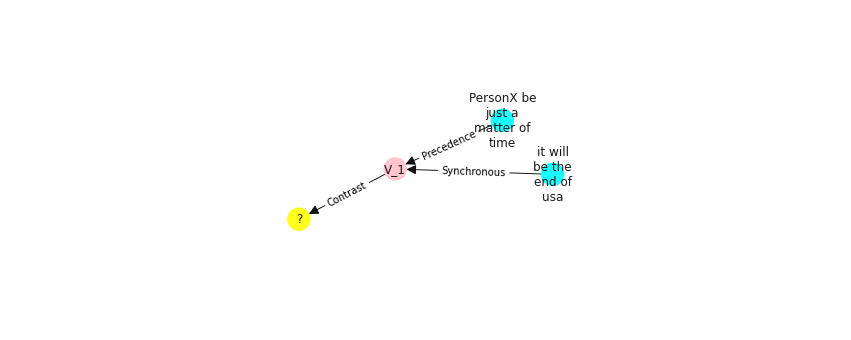 PersonX be
just a
matter of
time
Precedence
it will
be the
end of
usa
Synchronous
V_1
Contrast
?